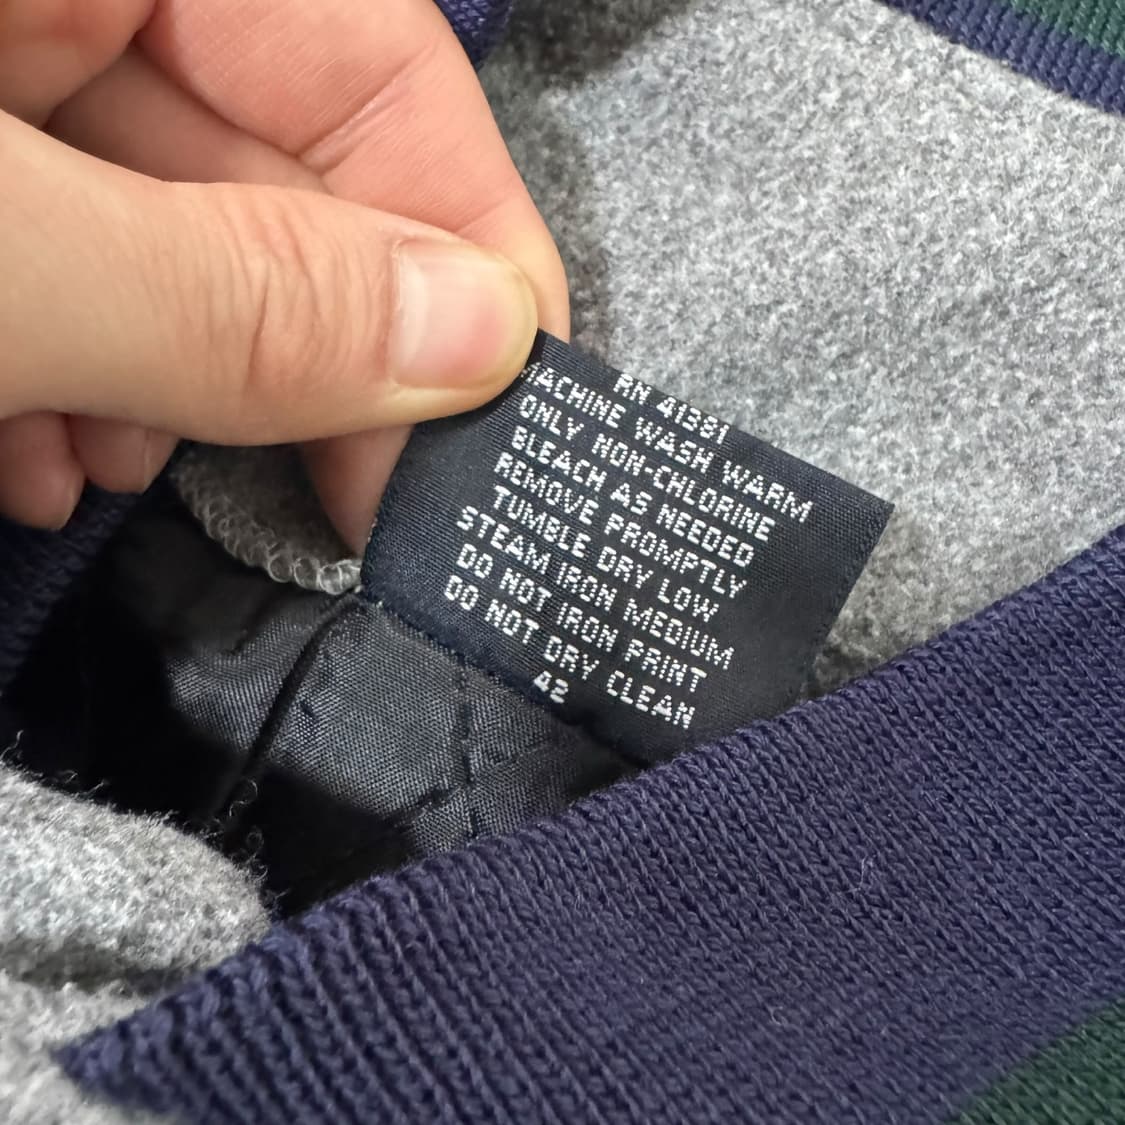 RN 41381
MACHINE WASH WARM
ONLY NON-CHLORINE
BLEACH AS NEEDED
REMOVE PROMPTLY
TUMBLE DRY LOW
STEAM IRON MEDIUM
DO NOT IRON PRINT
DO NOT DRY CLEAN
42